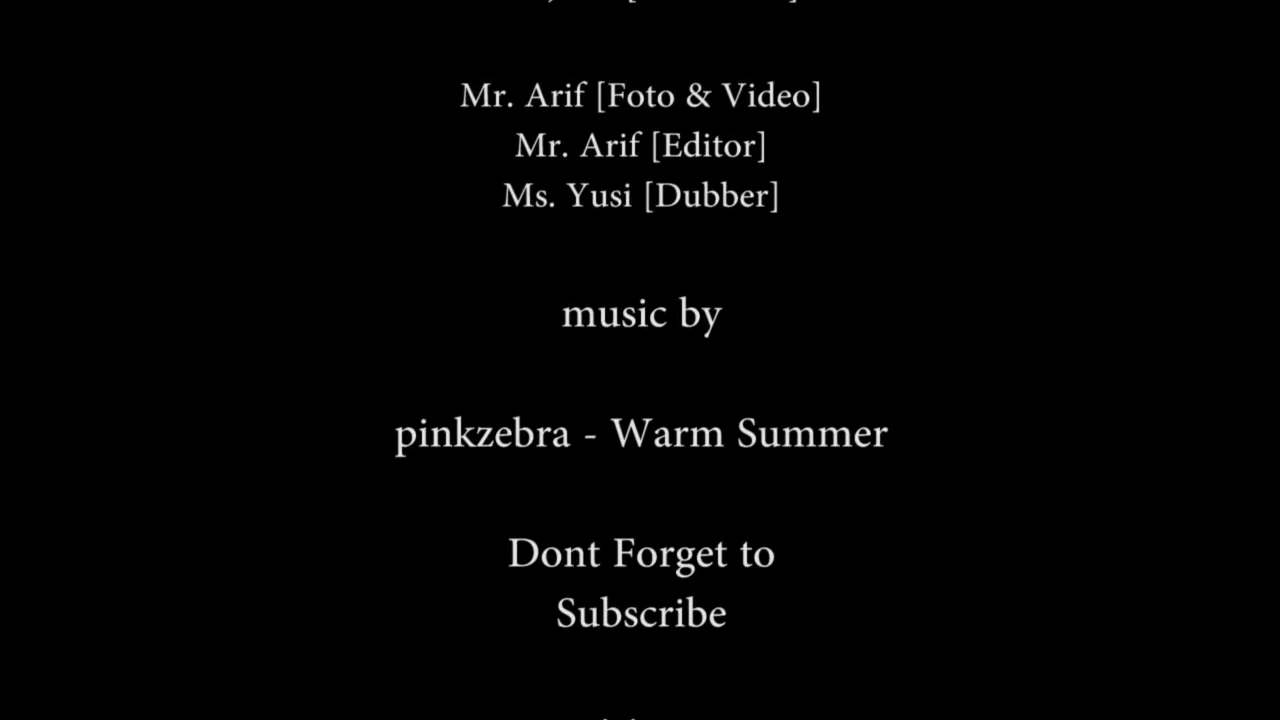 Mr. Arif [Foto & Video]
Mr. Arif [Editor]
Ms. Yusi [Dubber]
music by
pinkzebra - Warm Summer
Dont Forget to
Subscribe